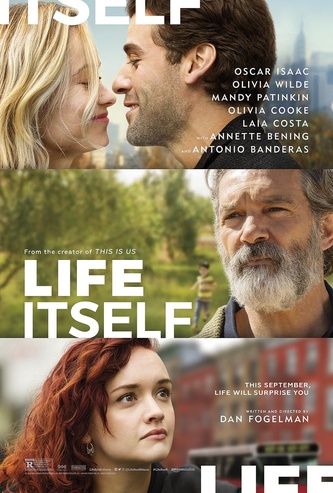 ITSELF
OSCAR ISAAC
OLIVIA WILDE
MANDY PATINKIN
OLIVIA COOKE
LAIA COSTA
WITH ANNETTE BENING
AND ANTONIO BANDERAS
From the creator of THIS IS US
LIFE
ITSELF
THIS SEPTEMBER,
LIFE WILL SURPRISE YOU
WRITTEN AND DIRECTED BY
DAN FOGELMAN
R
LIFE